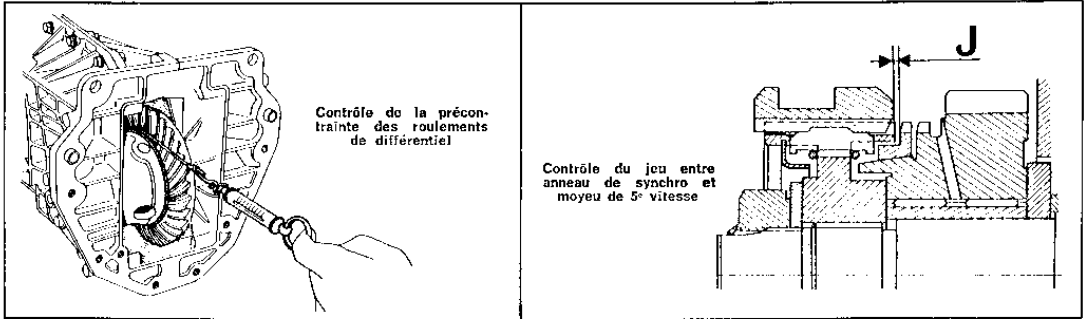 Contrôle de la précon-
trainte des roulements
de différentiel
J
Contrôle du jeu entre
anneau de synchro et
moyeu de 5e vitesse